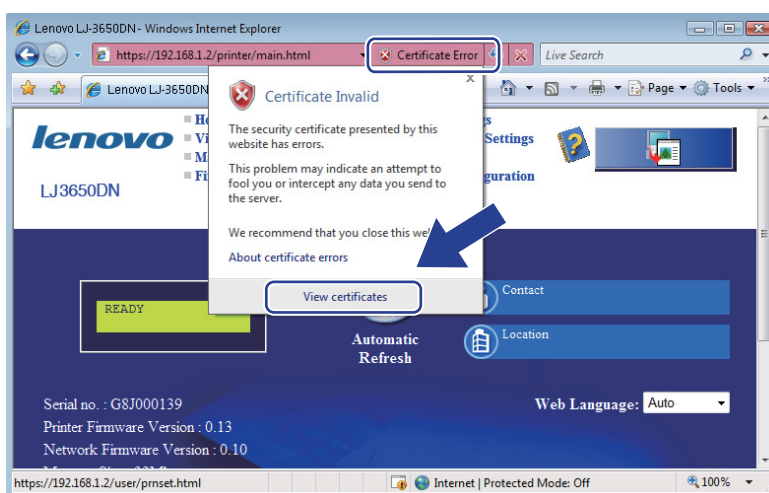 Lenovo LJ-3650DN - Windows Internet Explorer
https://192.168.1.2/printer/main.html
Certificate Error
Live Search
Lenovo LJ-3650DN
Page
Tools
x
Certificate Invalid
The security certificate presented by this
website has errors.
This problem may indicate an attempt to
fool you or intercept any data you send to
the server.
We recommend that you close this
About certificate errors
View certificates
lenovo
LJ3650DN
Settings
READY
Automatic
Refresh
Contact
Location
Serial no. : G8J000139
Printer Firmware Version : 0.13
Network Firmware Version : 0.10
Web Language:
Auto
https://192.168.1.2/user/prnset.html
Internet | Protected Mode: Off
100%